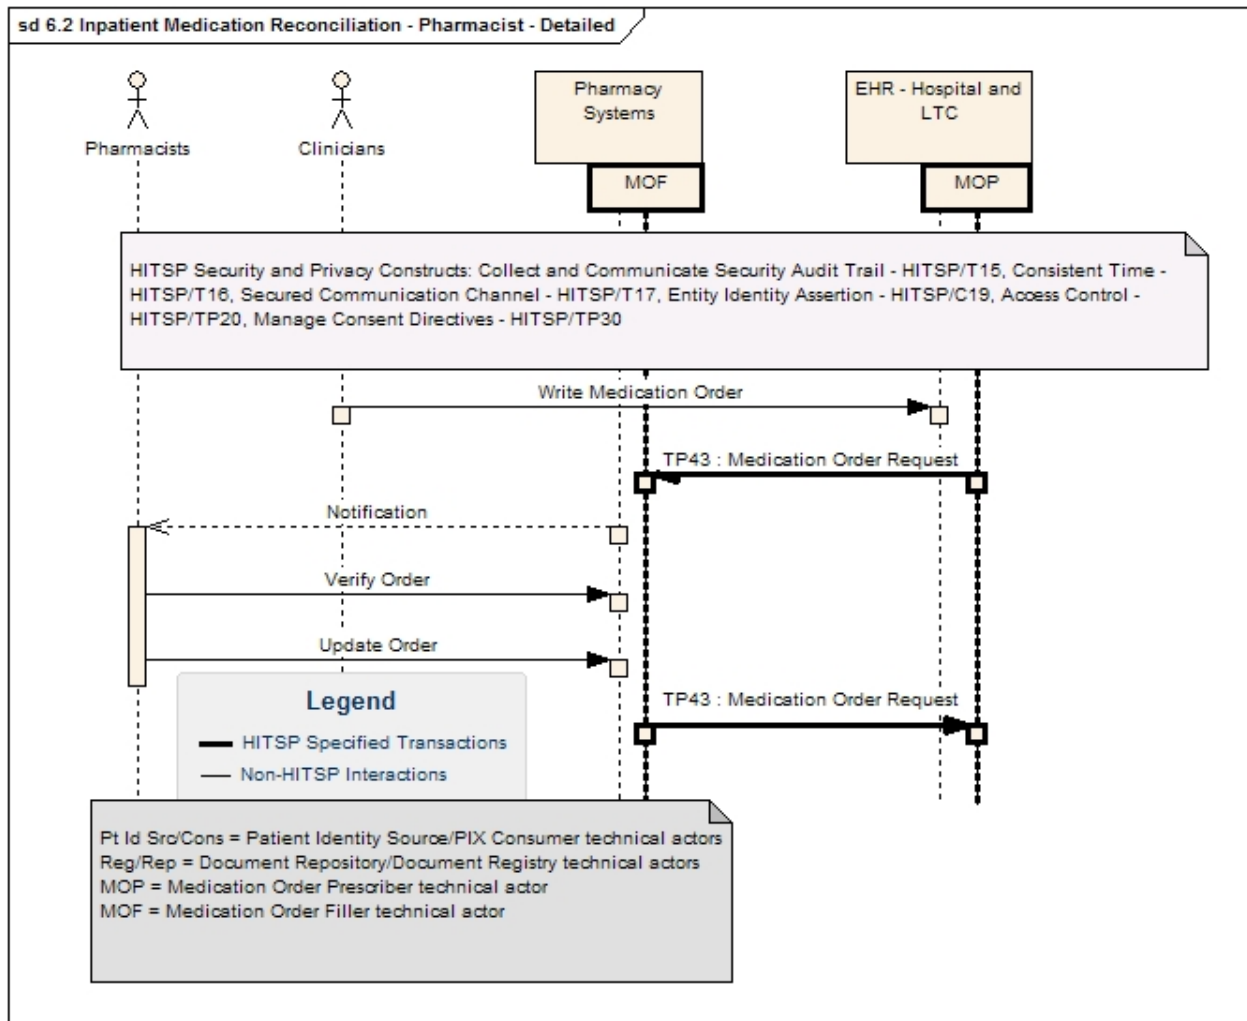 sd 6.2 Inpatient Medication Reconciliation - Pharmacist - Detailed
Pharmacists
Clinicians
Pharmacy
Systems
MOF
EHR - Hospital and
LTC
MOP
HITSP Security and Privacy Constructs: Collect and Communicate Security Audit Trail - HITSP/T15, Consistent Time -
HITSP/T16, Secured Communication Channel - HITSP/T17, Entity Identity Assertion - HITSP/C19, Access Control -
HITSP/TP20, Manage Consent Directives - HITSP/TP30
Write Medication Order
TP43 : Medication Order Request
Notification
Verify Order
Update Order
TP43 : Medication Order Request
Legend
HITSP Specified Transactions
Non-HITSP Interactions
Pt Id Src/Cons = Patient Identity Source/PIX Consumer technical actors
Reg/Rep = Document Repository/Document Registry technical actors
MOP = Medication Order Prescriber technical actor
MOF = Medication Order Filler technical actor